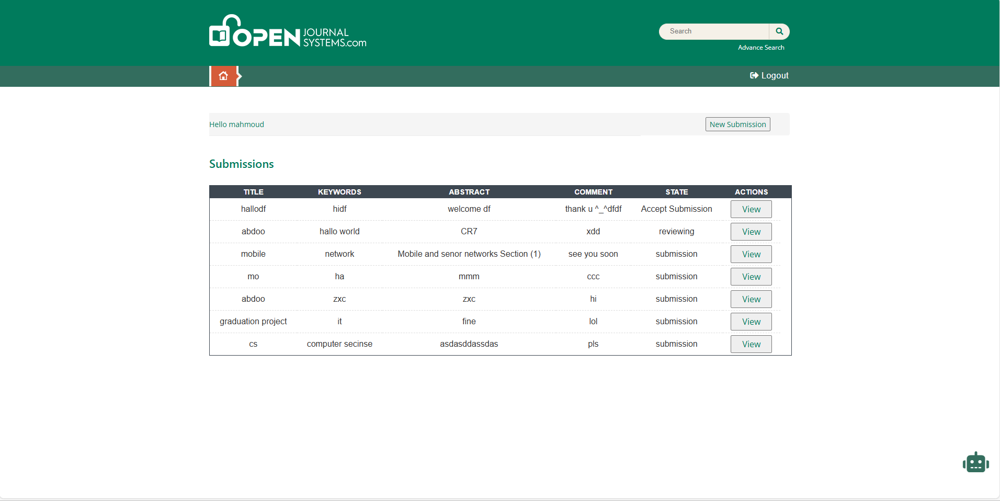 OPEN JOURNAL SYSTEMS.com
Search
Advance Search
Logout
Hello mahmoud New Submission
Submissions
TITLE KEYWORDS ABSTRACT COMMENT STATE ACTIONS
hallodf hidf welcome df thank u ^_^dfdf Accept Submission View
abdoo hallo world CR7 xdd reviewing View
mobile network Mobile and senor networks Section (1) see you soon submission View
mo ha mmm ccc submission View
abdoo zxc zxc hi submission View
graduation project it fine lol submission View
cs computer secinse asdasddassdas pls submission View